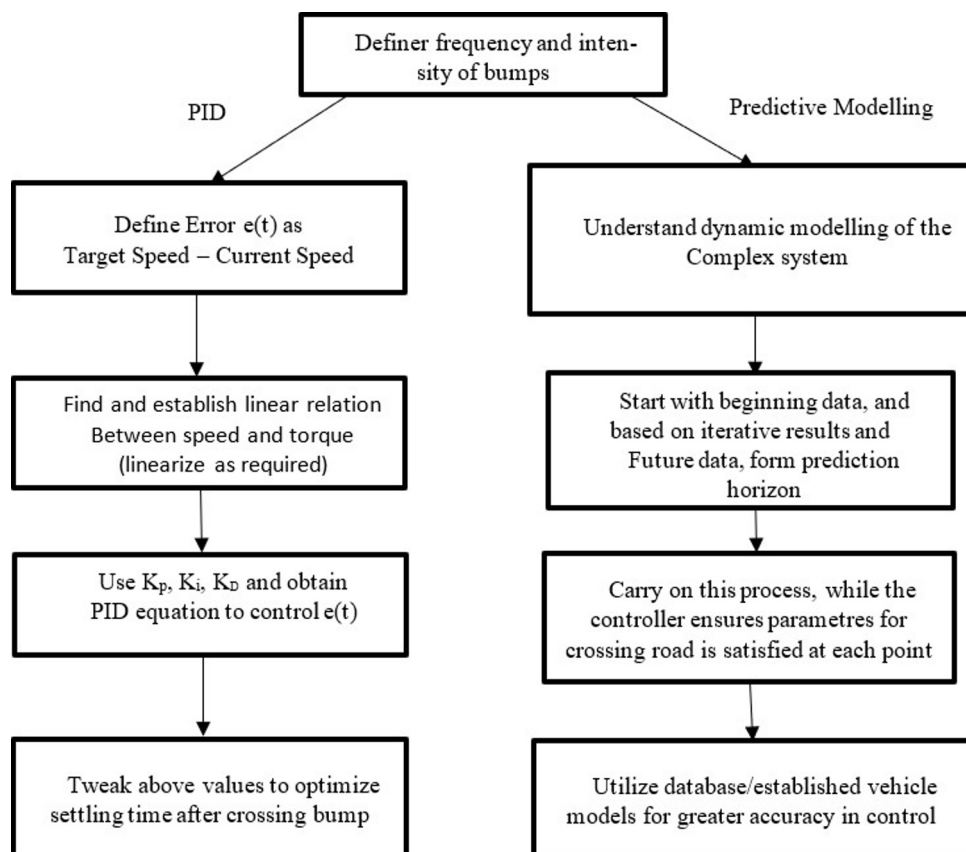 Definer frequency and inten-
sity of bumps
PID
Predictive Modelling
Define Error e(t) as
Target Speed – Current Speed
Understand dynamic modelling of the
Complex system
Find and establish linear relation
Between speed and torque
(linearize as required)
Start with beginning data, and
based on iterative results and
Future data, form prediction
horizon
Use Kₚ, Kᵢ, K_D and obtain
PID equation to control e(t)
Carry on this process, while the
controller ensures parametres for
crossing road is satisfied at each point
Tweak above values to optimize
settling time after crossing bump
Utilize database/established vehicle
models for greater accuracy in control